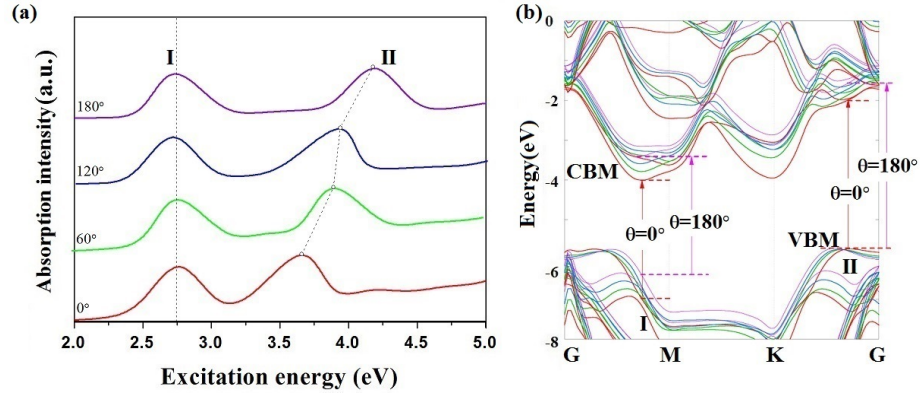 (a)
I
II
180°
120°
60°
0°
Absorption intensity (a.u.)
2.0 2.5 3.0 3.5 4.0 4.5 5.0
Excitation energy (eV)
(b)
0
-2
-4
-6
-8
Energy(eV)
CBM
θ=0°
θ=180°
I
θ=180°
θ=0°
VBM
II
G M K G